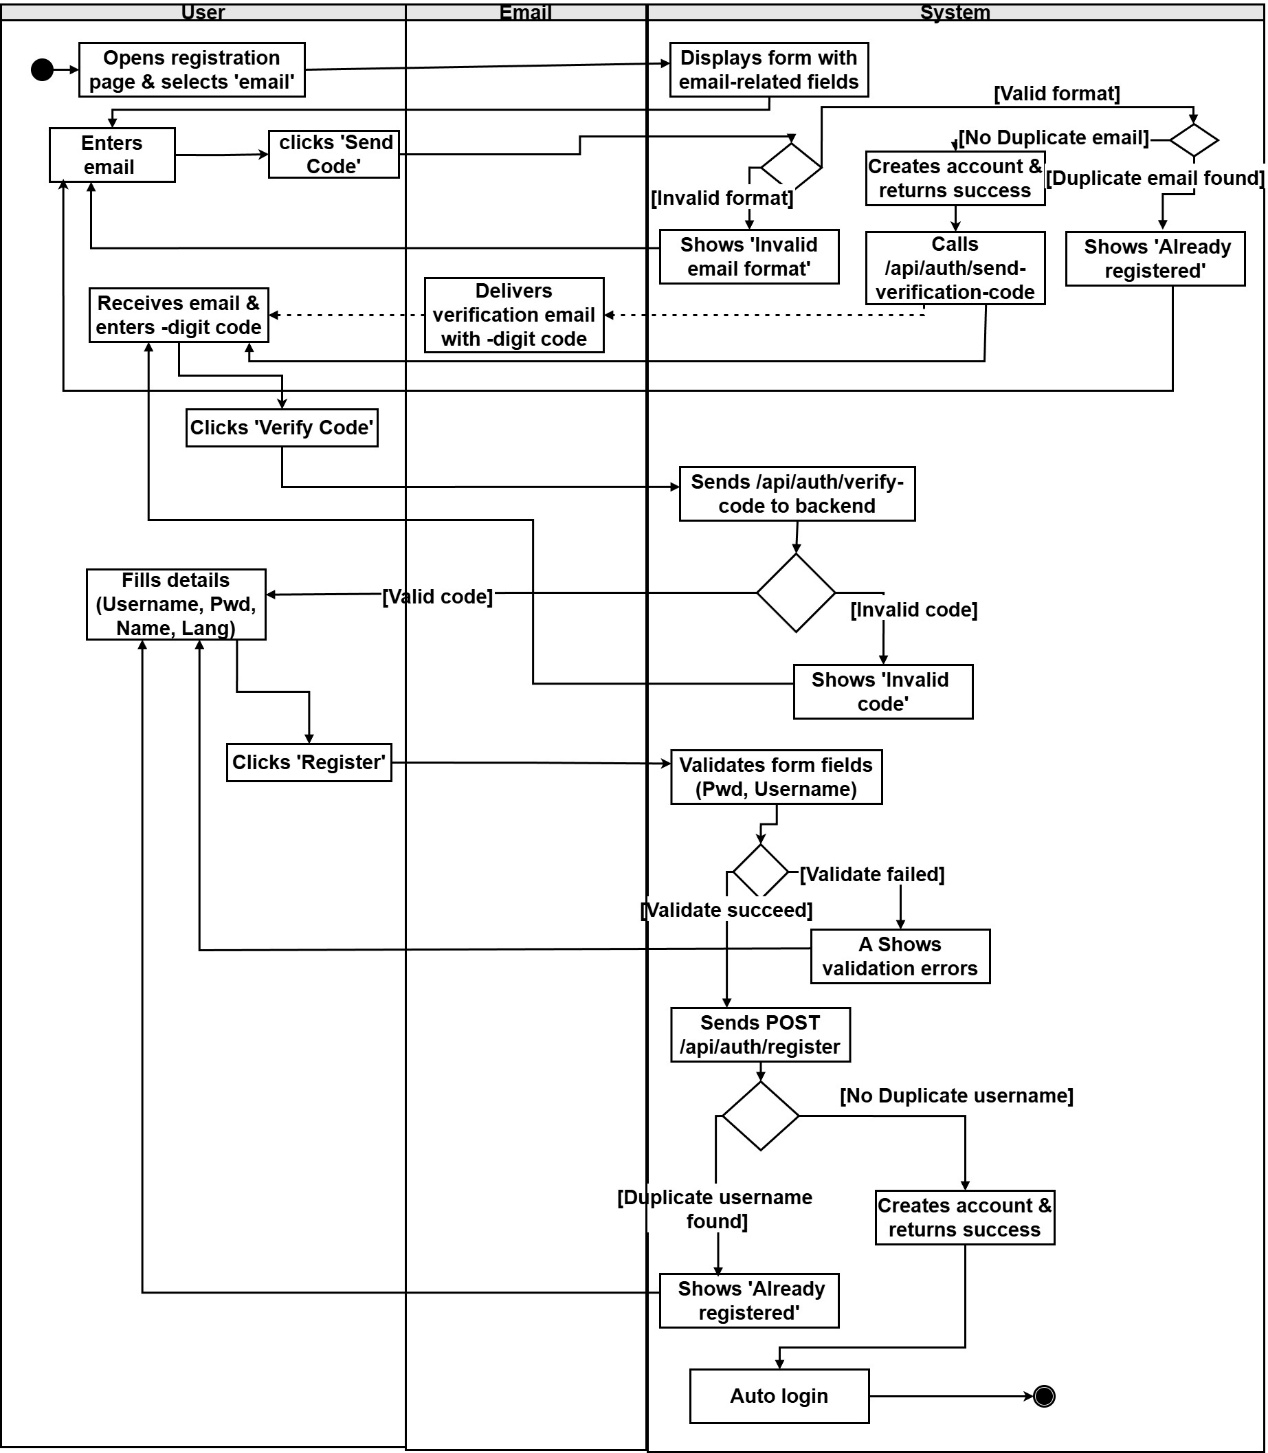 User
Email
System
Opens registration
page & selects 'email'
Displays form with
email-related fields
[Valid format]
Enters
email
clicks 'Send
Code'
[No Duplicate email]
Creates account &
returns success
[Duplicate email found]
[Invalid format]
Shows 'Invalid
email format'
Calls
/api/auth/send-
verification-code
Shows 'Already
registered'
Receives email &
enters -digit code
Delivers
verification email
with -digit code
Clicks 'Verify Code'
Sends /api/auth/verify-
code to backend
Fills details
(Username, Pwd,
Name, Lang)
[Valid code]
[Invalid code]
Shows 'Invalid
code'
Clicks 'Register'
Validates form fields
(Pwd, Username)
[Validate failed]
[Validate succeed]
A Shows
validation errors
Sends POST
/api/auth/register
[No Duplicate username]
[Duplicate username
found]
Creates account &
returns success
Shows 'Already
registered'
Auto login